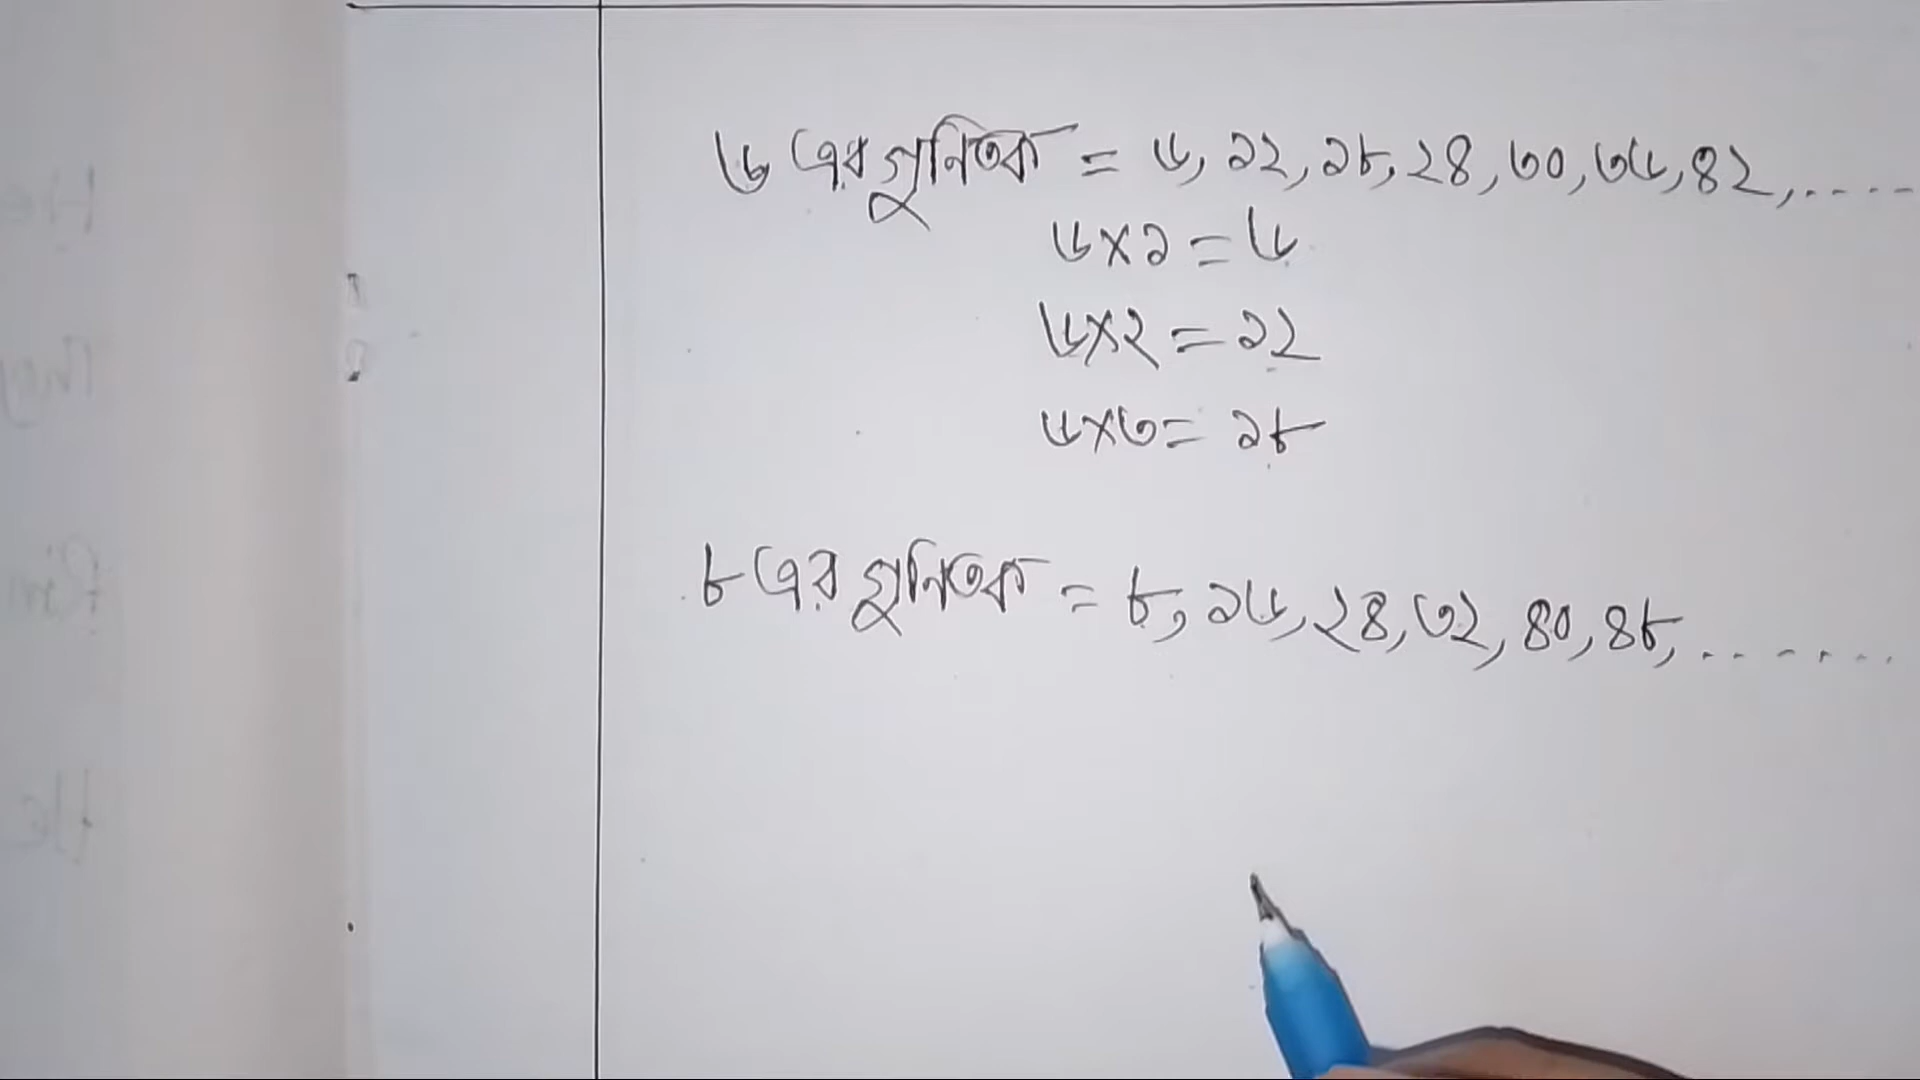 ৬ এর গুনিতক = ৬, ১২, ১৮, ২৪, ৩০, ৩৬, ৪২, .....
৬×১ = ৬
৬×২ = ১২
৬×৩ = ১৮
৮ এর গুনিতক = ৮, ১৬, ২৪, ৩২, ৪০, ৪৮, .......